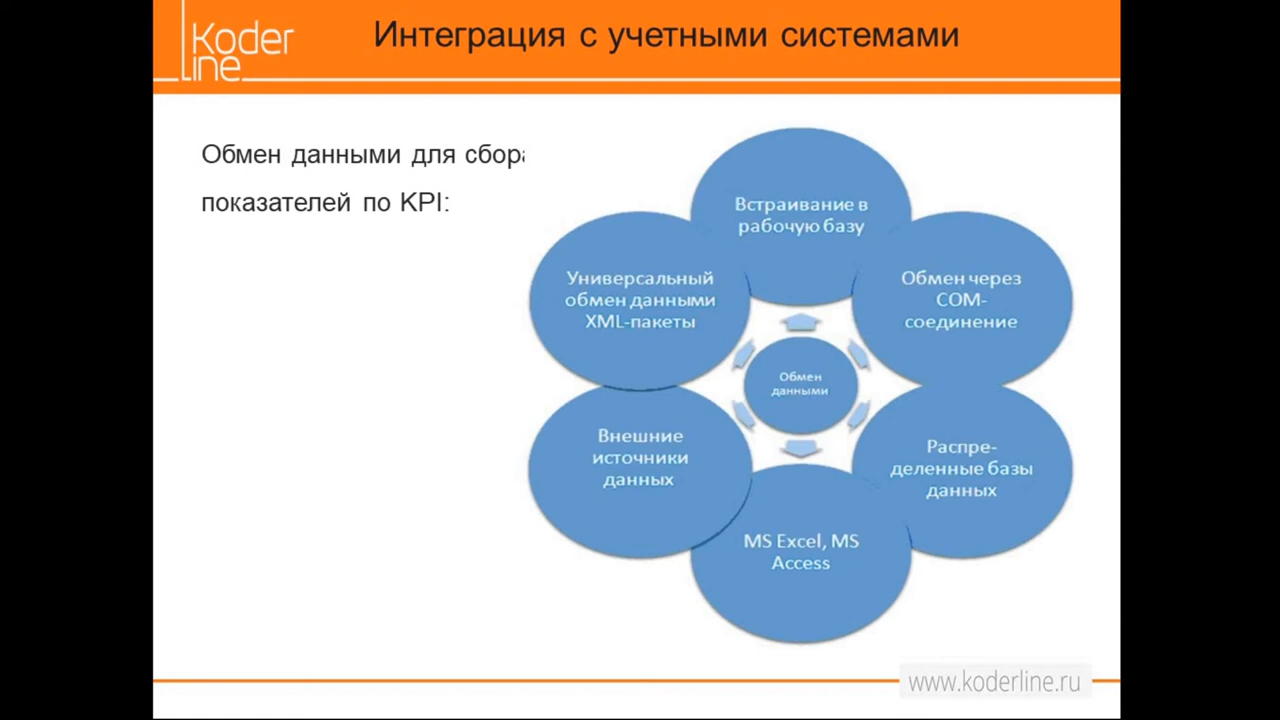 Koder
line
Интеграция с учетными системами
Обмен данными для сбора
показателей по KPI:
Встраивание в
рабочую базу
Обмен через
COM-
соединение
Распре-
деленные базы
данных
MS Excel, MS
Access
Внешние
источники
данных
Универсальный
обмен данными
XML-пакеты
Обмен
данными
www.koderline.ru